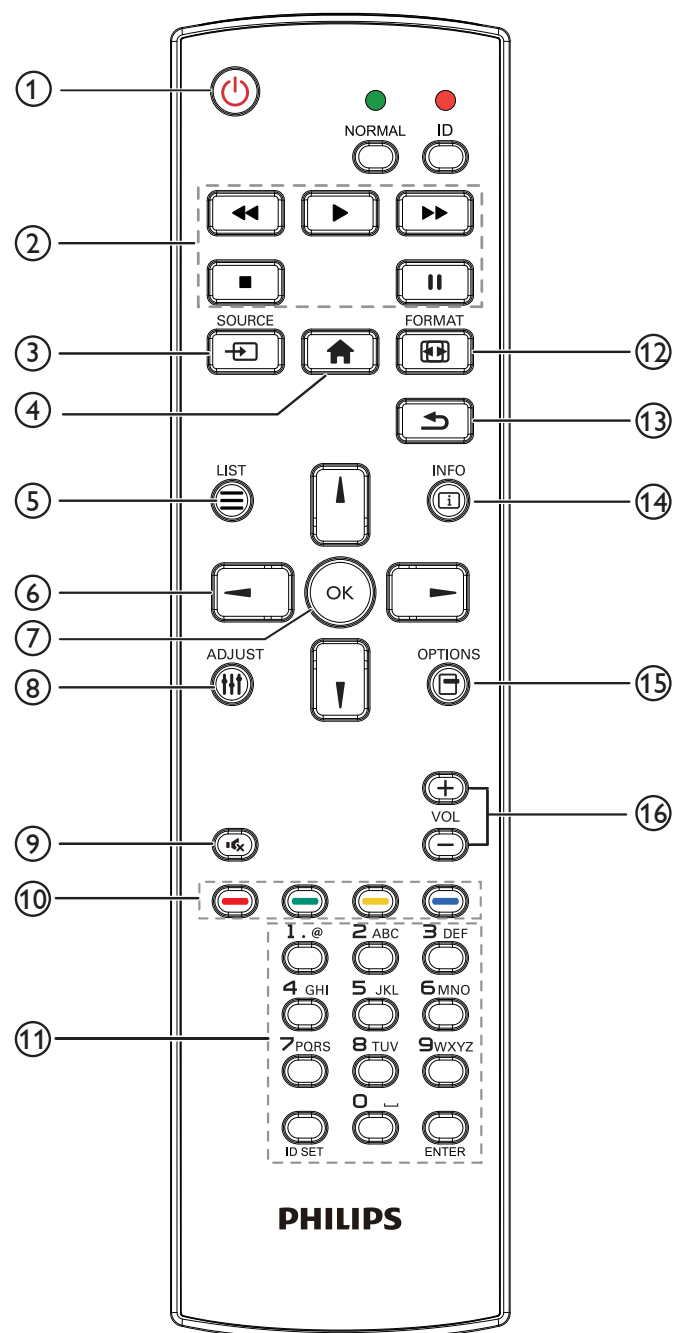 1
NORMAL ID
2
SOURCE FORMAT
3 12
4 13
LIST INFO
5 14
6 OK
7
ADJUST OPTIONS
8 15
+
VOL 16
9 −
10
1 . @ 2 ABC 3 DEF
4 GHI 5 JKL 6 MNO
11
7 PQRS 8 TUV 9 WXYZ
0 ⎵
ID SET ENTER
PHILIPS